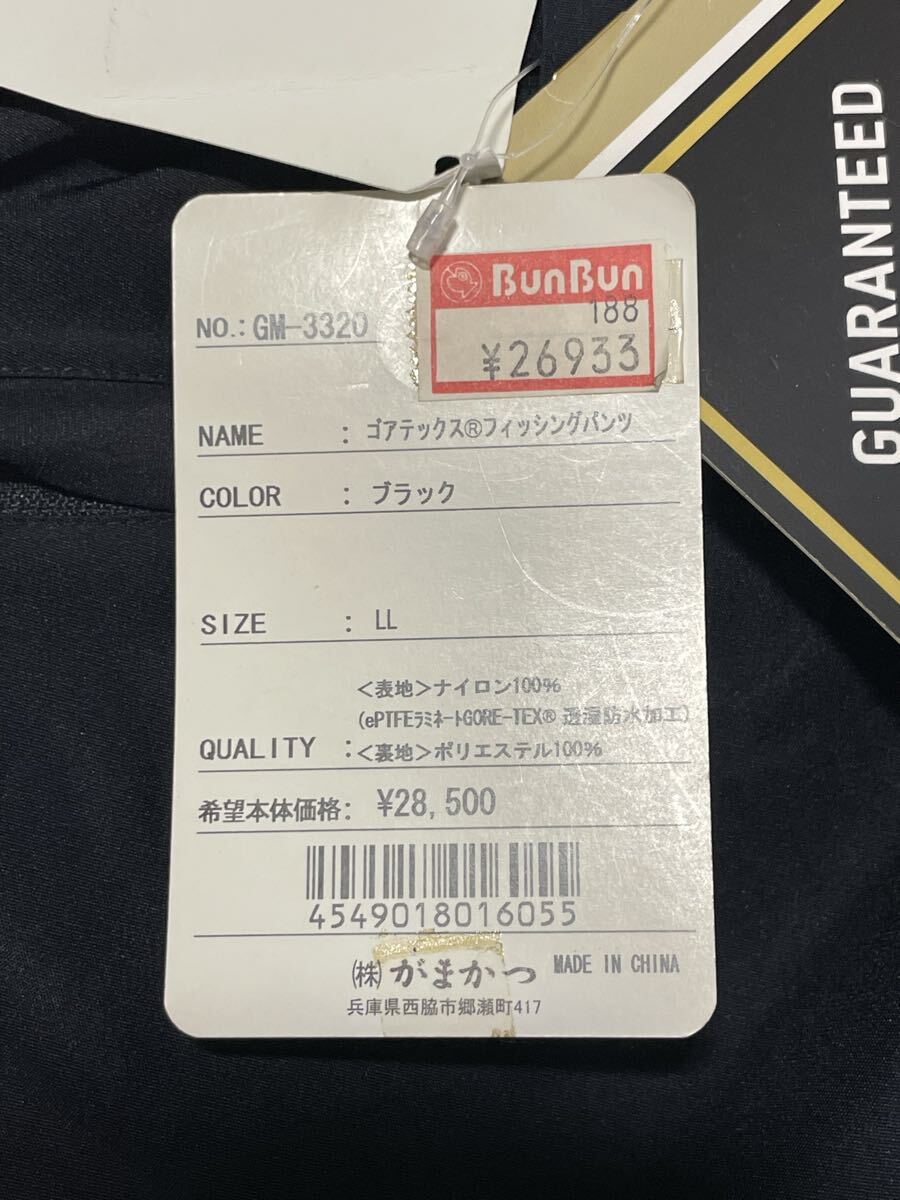 GUARANTEED
BunBun
188
¥26933
NO.: GM-3320
NAME : ゴアテックス®フィッシングパンツ
COLOR : ブラック
SIZE : LL
<表地>ナイロン100%
(ePTFEラミネートGORE-TEX® 透湿防水加工)
QUALITY : <裏地>ポリエステル100%
希望本体価格: ¥28,500
4549018016055
(株) がまかつ MADE IN CHINA
兵庫県西脇市郷瀬町417